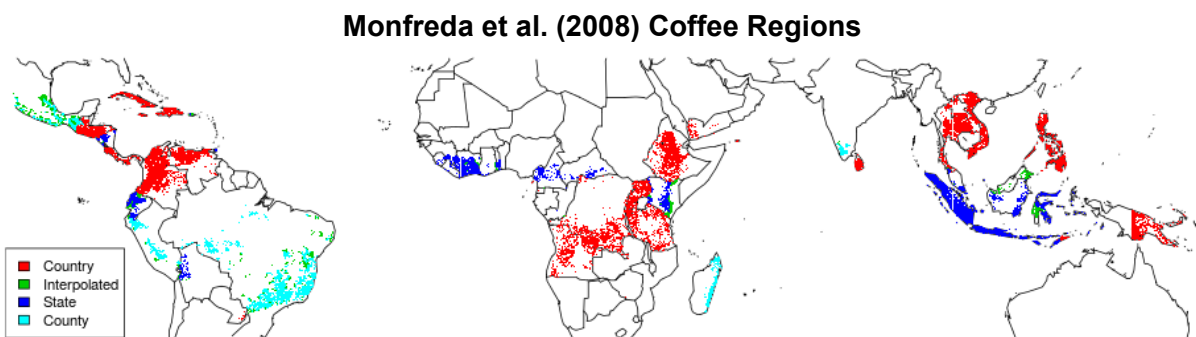 Monfreda et al. (2008) Coffee Regions
Country
Interpolated
State
County